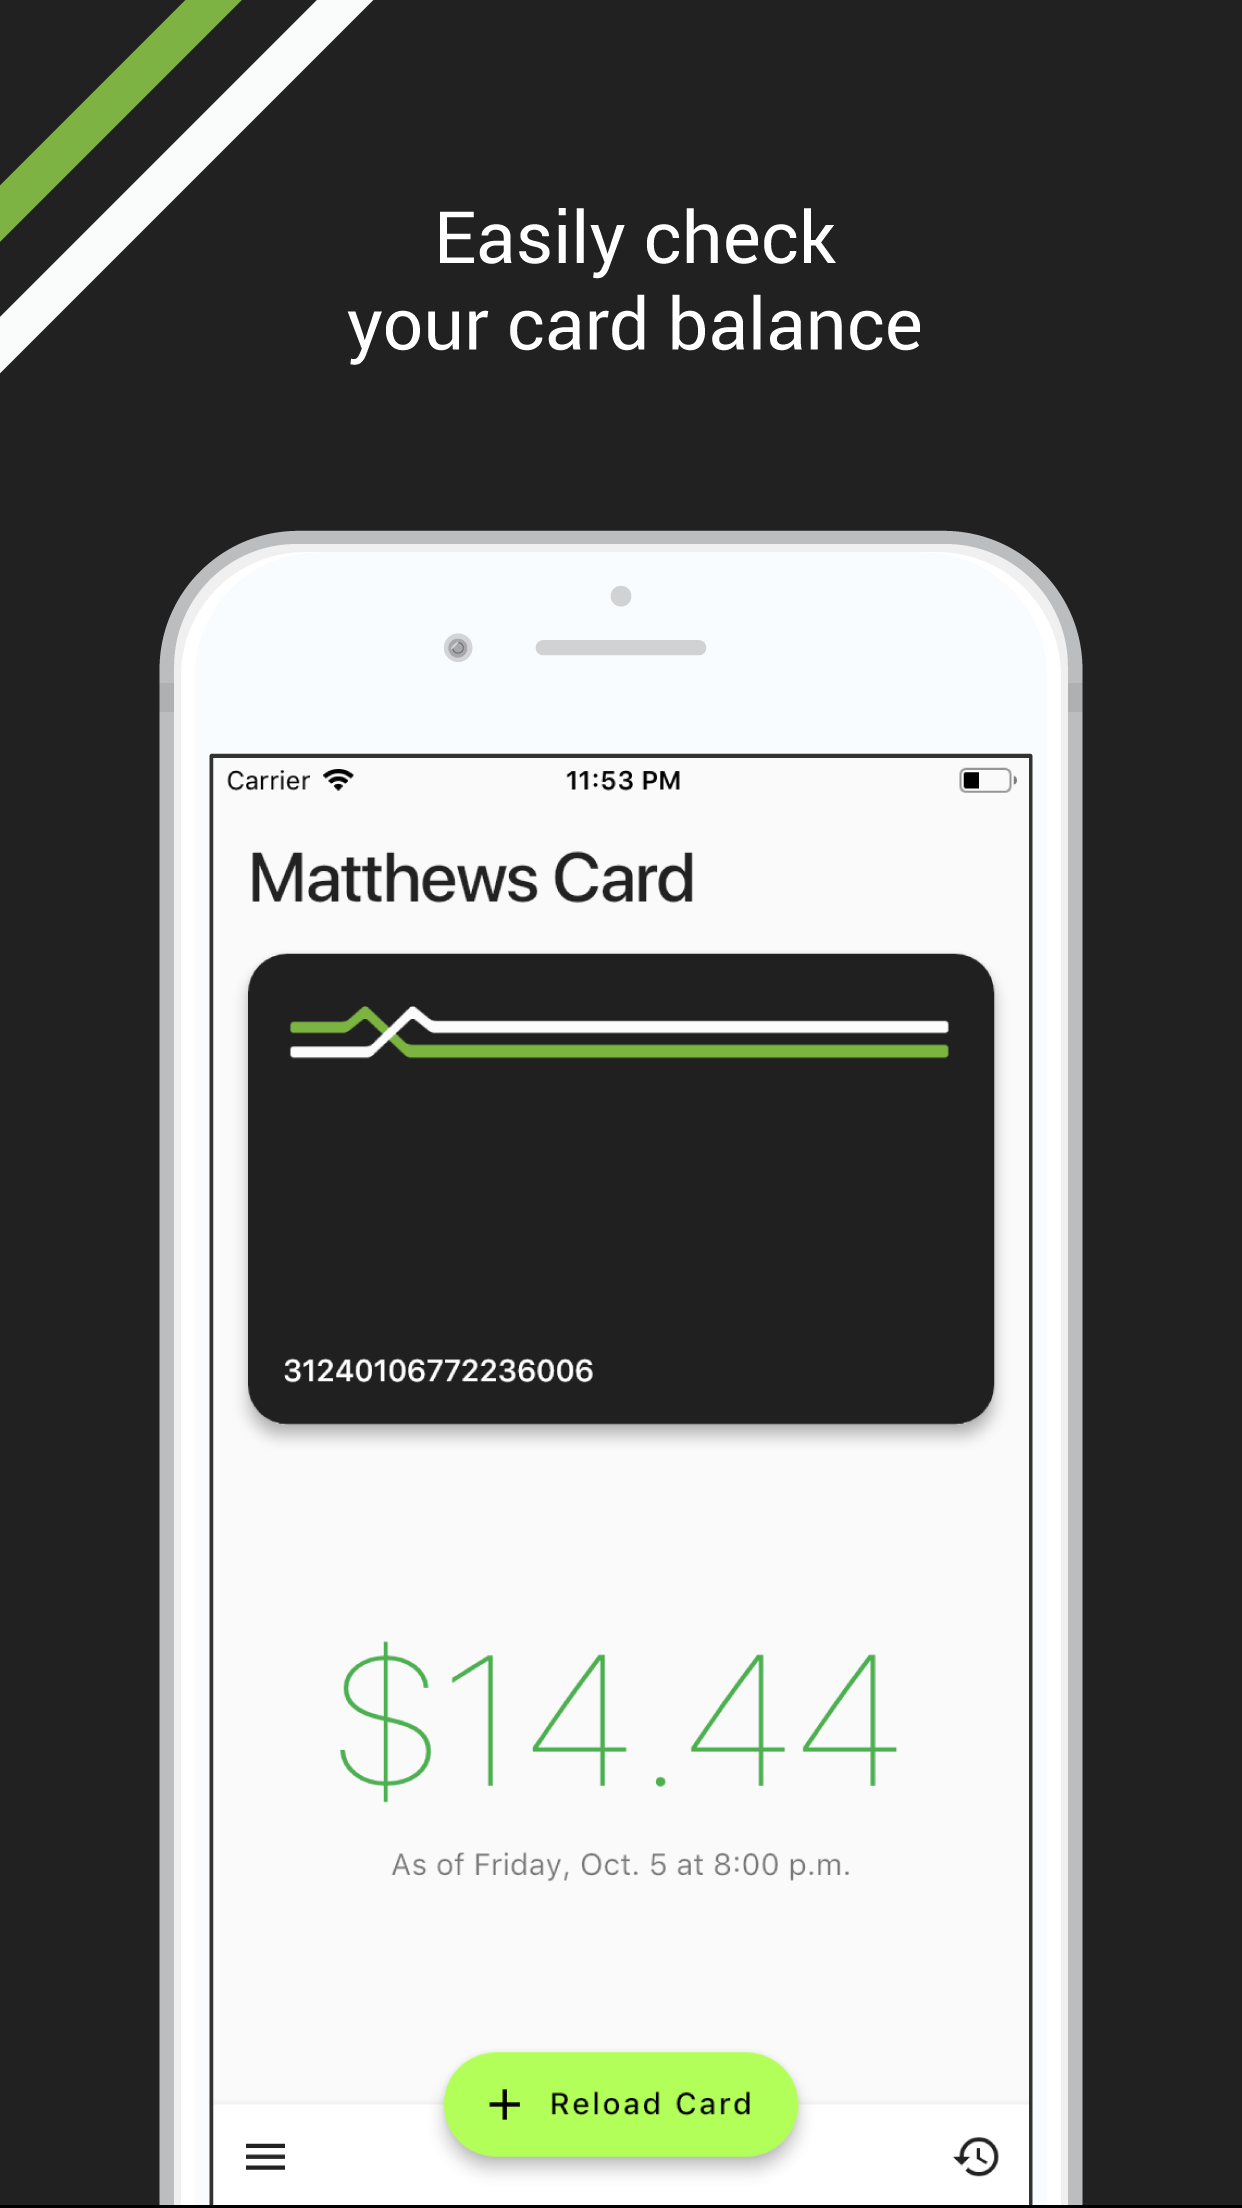 Easily check
your card balance
Carrier 11:53 PM
Matthews Card
31240106772236006
$14.44
As of Friday, Oct. 5 at 8:00 p.m.
+ Reload Card